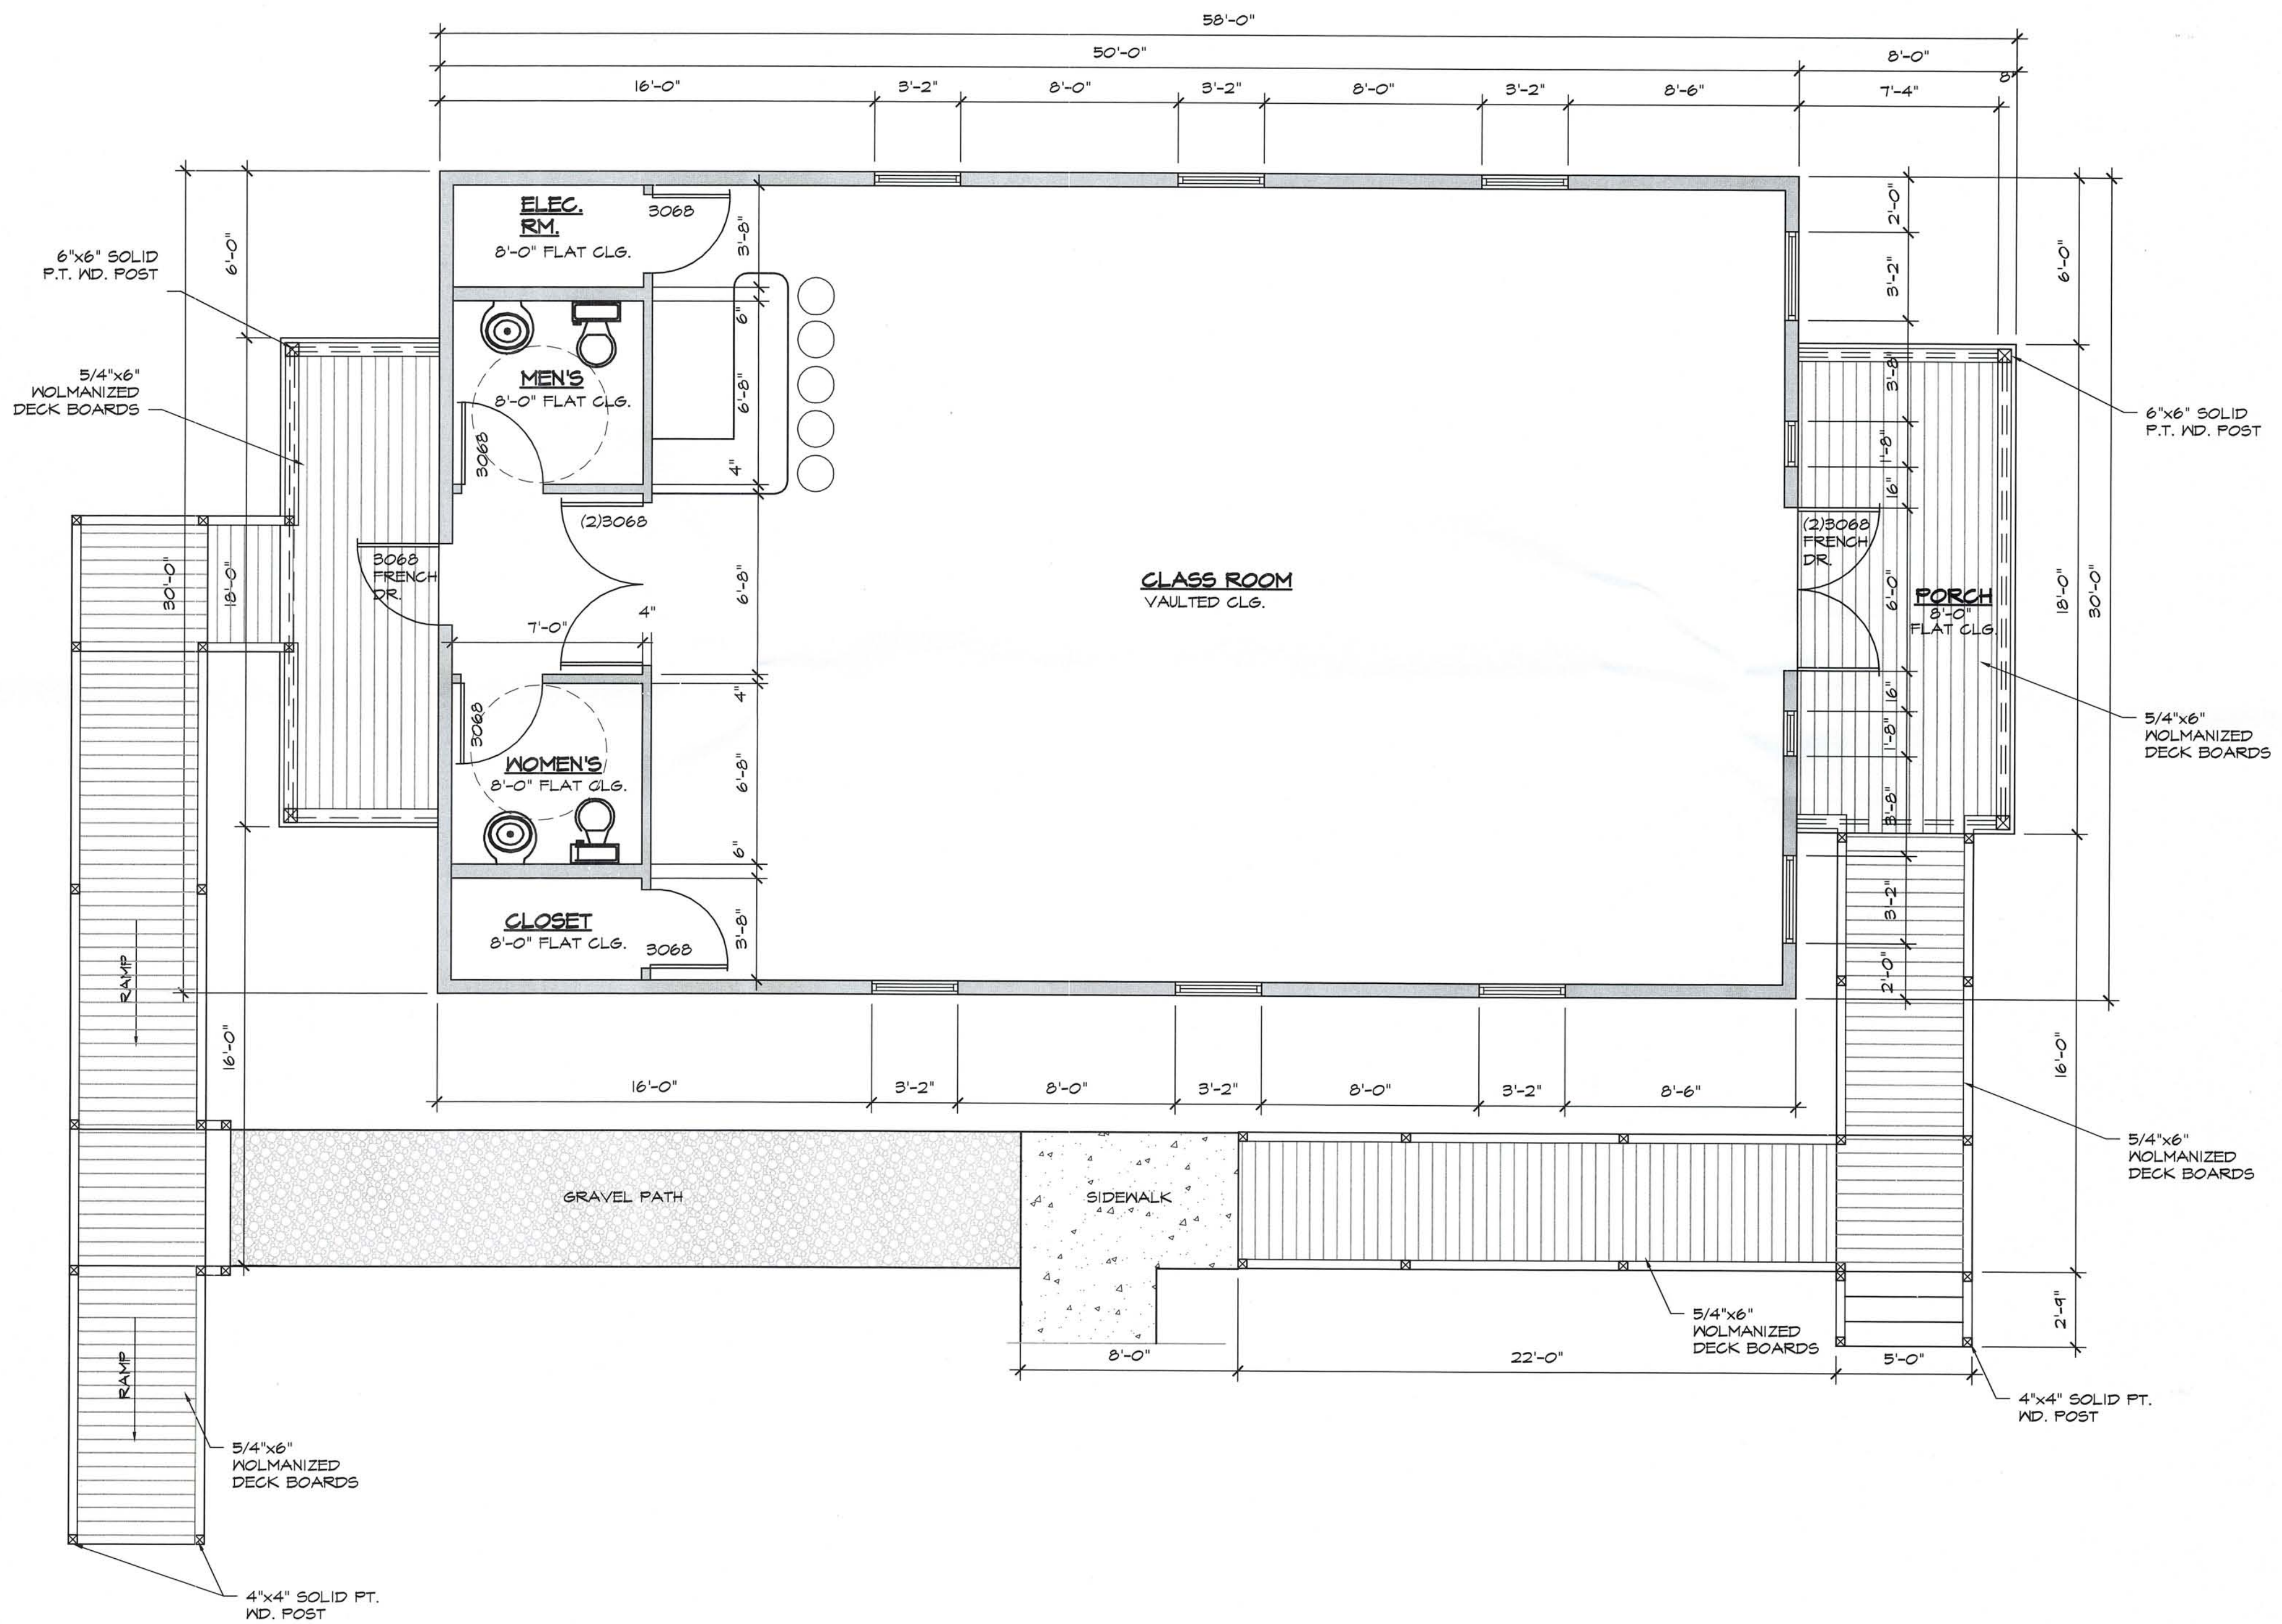 58'-0"
50'-0"
8'-0"
8"
16'-0"
3'-2"
8'-0"
3'-2"
8'-0"
3'-2"
8'-6"
7'-4"
6'-0"
30'-0"
18'-0"
16'-0"
6"x6" SOLID
P.T. WD. POST
5/4"x6"
WOLMANIZED
DECK BOARDS
ELEC.
RM.
8'-0" FLAT CLG.
3068
3'-8"
6"
MEN'S
8'-0" FLAT CLG.
3068
6'-8"
4"
(2)3068
3068
FRENCH
DR.
6'-8"
7'-0"
4"
4"
3068
WOMEN'S
8'-0" FLAT CLG.
6'-8"
6"
CLOSET
8'-0" FLAT CLG.
3068
3'-8"
CLASS ROOM
VAULTED CLG.
2'-0"
3'-2"
3'-8"
1'-8"
16"
(2)3068
FRENCH
DR.
6'-0"
PORCH
8'-0"
FLAT CLG.
16"
1'-8"
3'-8"
3'-2"
2'-0"
6'-0"
18'-0"
30'-0"
16'-0"
2'-9"
6"x6" SOLID
P.T. WD. POST
5/4"x6"
WOLMANIZED
DECK BOARDS
5/4"x6"
WOLMANIZED
DECK BOARDS
RAMP
16'-0"
3'-2"
8'-0"
3'-2"
8'-0"
3'-2"
8'-6"
GRAVEL PATH
SIDEWALK
5/4"x6"
WOLMANIZED
DECK BOARDS
8'-0"
22'-0"
5'-0"
4"x4" SOLID PT.
WD. POST
RAMP
5/4"x6"
WOLMANIZED
DECK BOARDS
4"x4" SOLID PT.
WD. POST